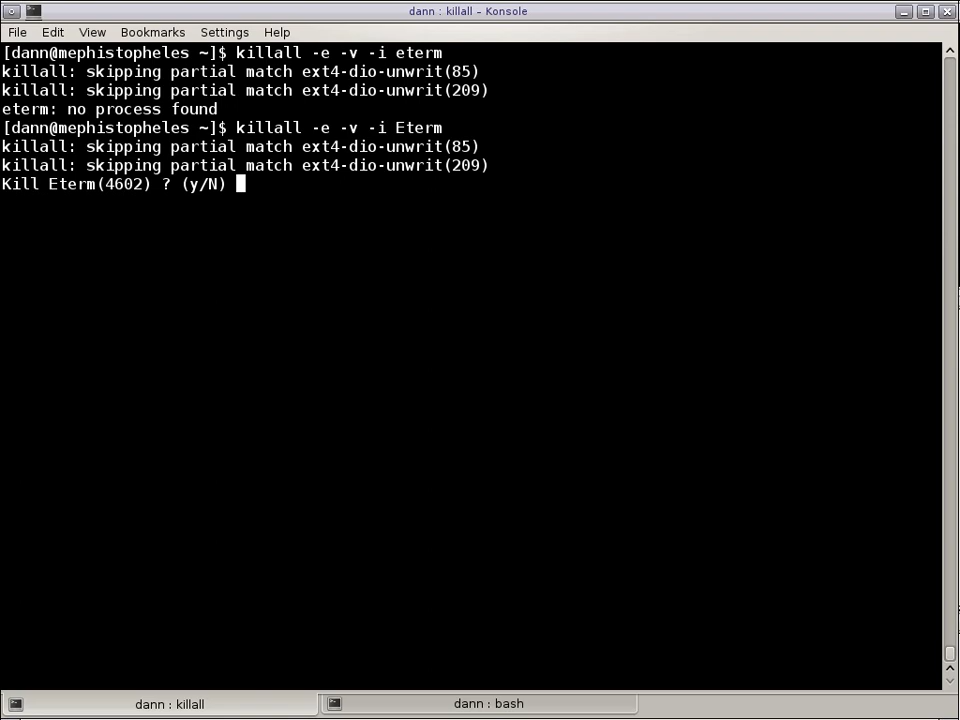 dann : killall – Konsole
File Edit View Bookmarks Settings Help
[dann@mephistopheles ~]$ killall -e -v -i eterm
killall: skipping partial match ext4-dio-unwrit(85)
killall: skipping partial match ext4-dio-unwrit(209)
eterm: no process found
[dann@mephistopheles ~]$ killall -e -v -i Eterm
killall: skipping partial match ext4-dio-unwrit(85)
killall: skipping partial match ext4-dio-unwrit(209)
Kill Eterm(4602) ? (y/N)
dann : killall
dann : bash